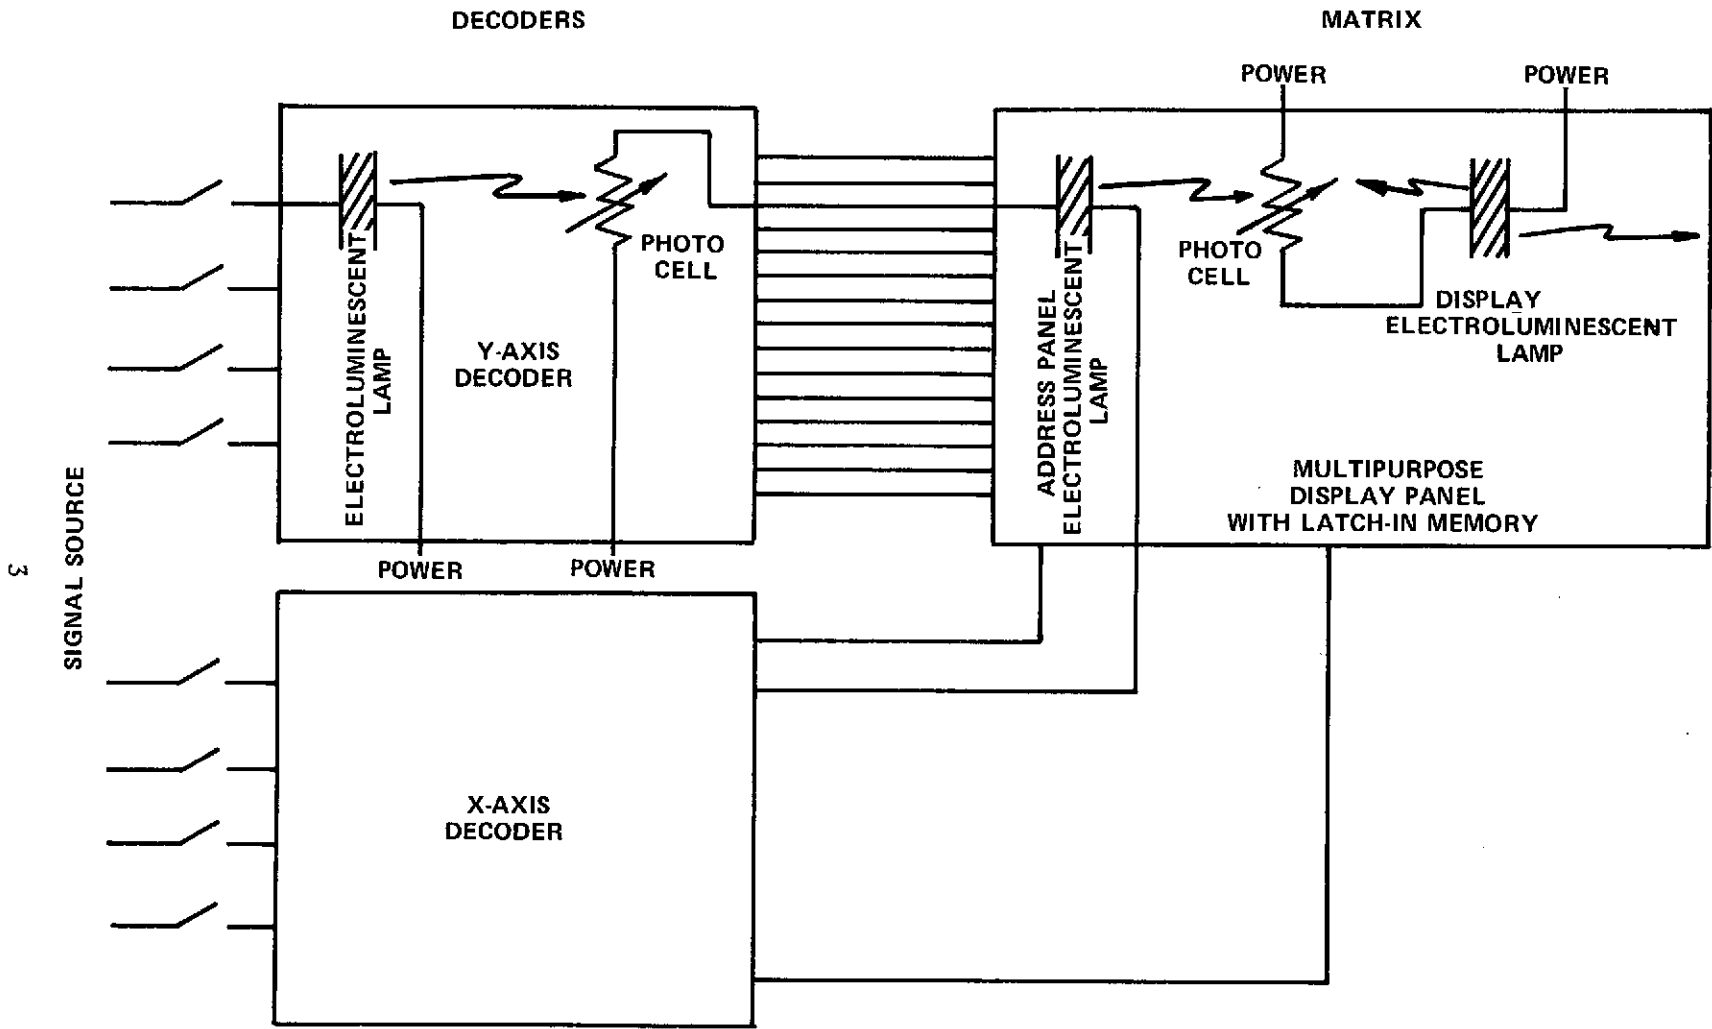 DECODERS
MATRIX
POWER
POWER
PHOTO
CELL
ELECTROLUMINESCENT
LAMP
Y-AXIS
DECODER
ADDRESS PANEL
ELECTROLUMINESCENT
LAMP
PHOTO
CELL
DISPLAY
ELECTROLUMINESCENT
LAMP
MULTIPURPOSE
DISPLAY PANEL
WITH LATCH-IN MEMORY
POWER
POWER
SIGNAL SOURCE
3
X-AXIS
DECODER